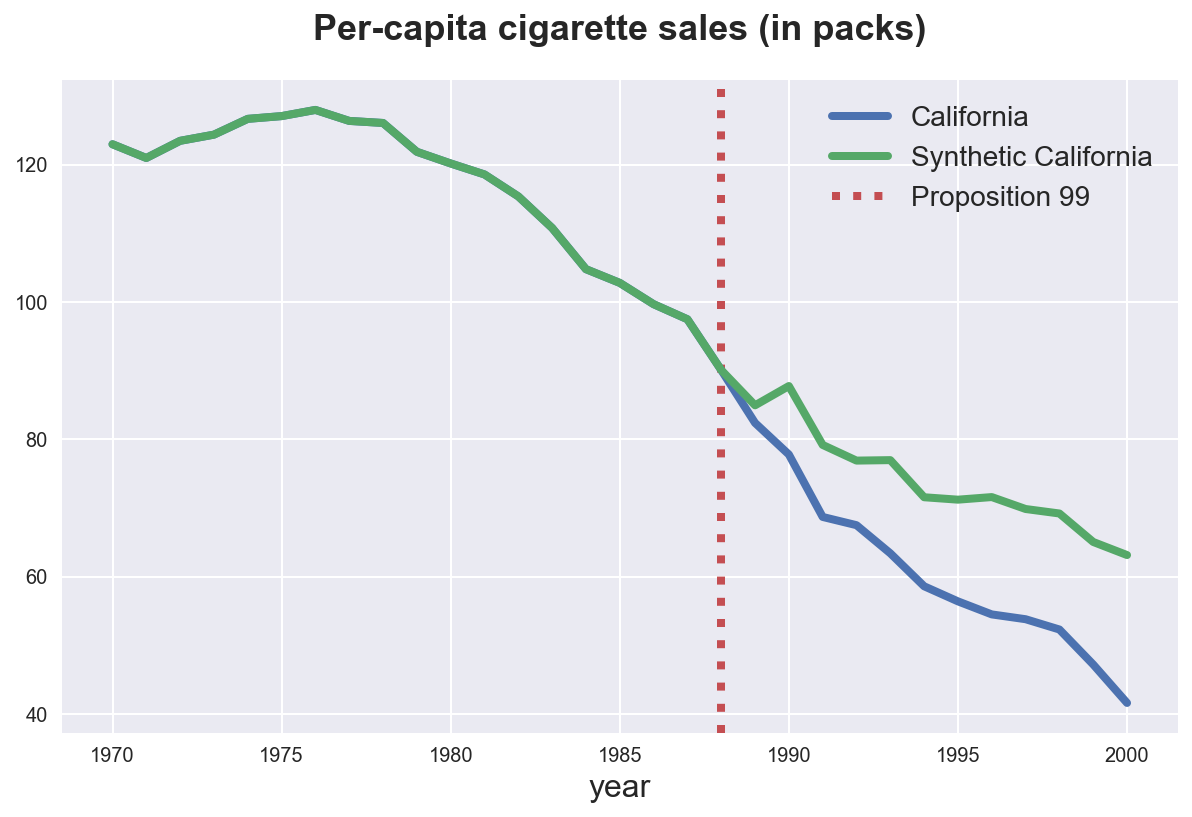 Per-capita cigarette sales (in packs)
California
Synthetic California
Proposition 99
120
100
80
60
40
1970 1975 1980 1985 1990 1995 2000
year